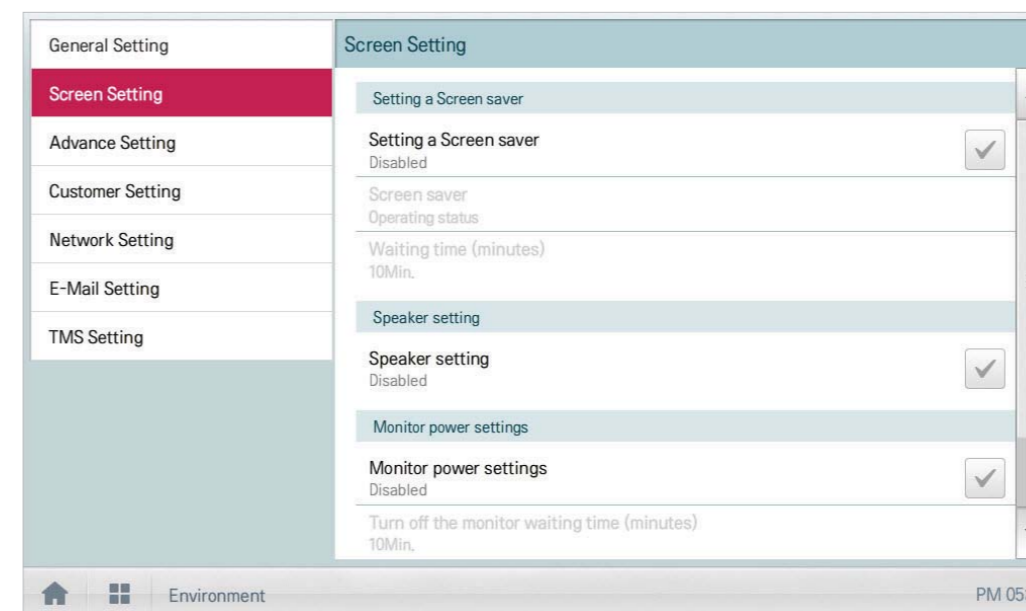 General Setting
Screen Setting
Advance Setting
Customer Setting
Network Setting
E-Mail Setting
TMS Setting
Screen Setting
Setting a Screen saver
Setting a Screen saver
Disabled
Screen saver
Operating status
Waiting time (minutes)
10Min.
Speaker setting
Speaker setting
Disabled
Monitor power settings
Monitor power settings
Disabled
Turn off the monitor waiting time (minutes)
10Min.
Environment
PM 05